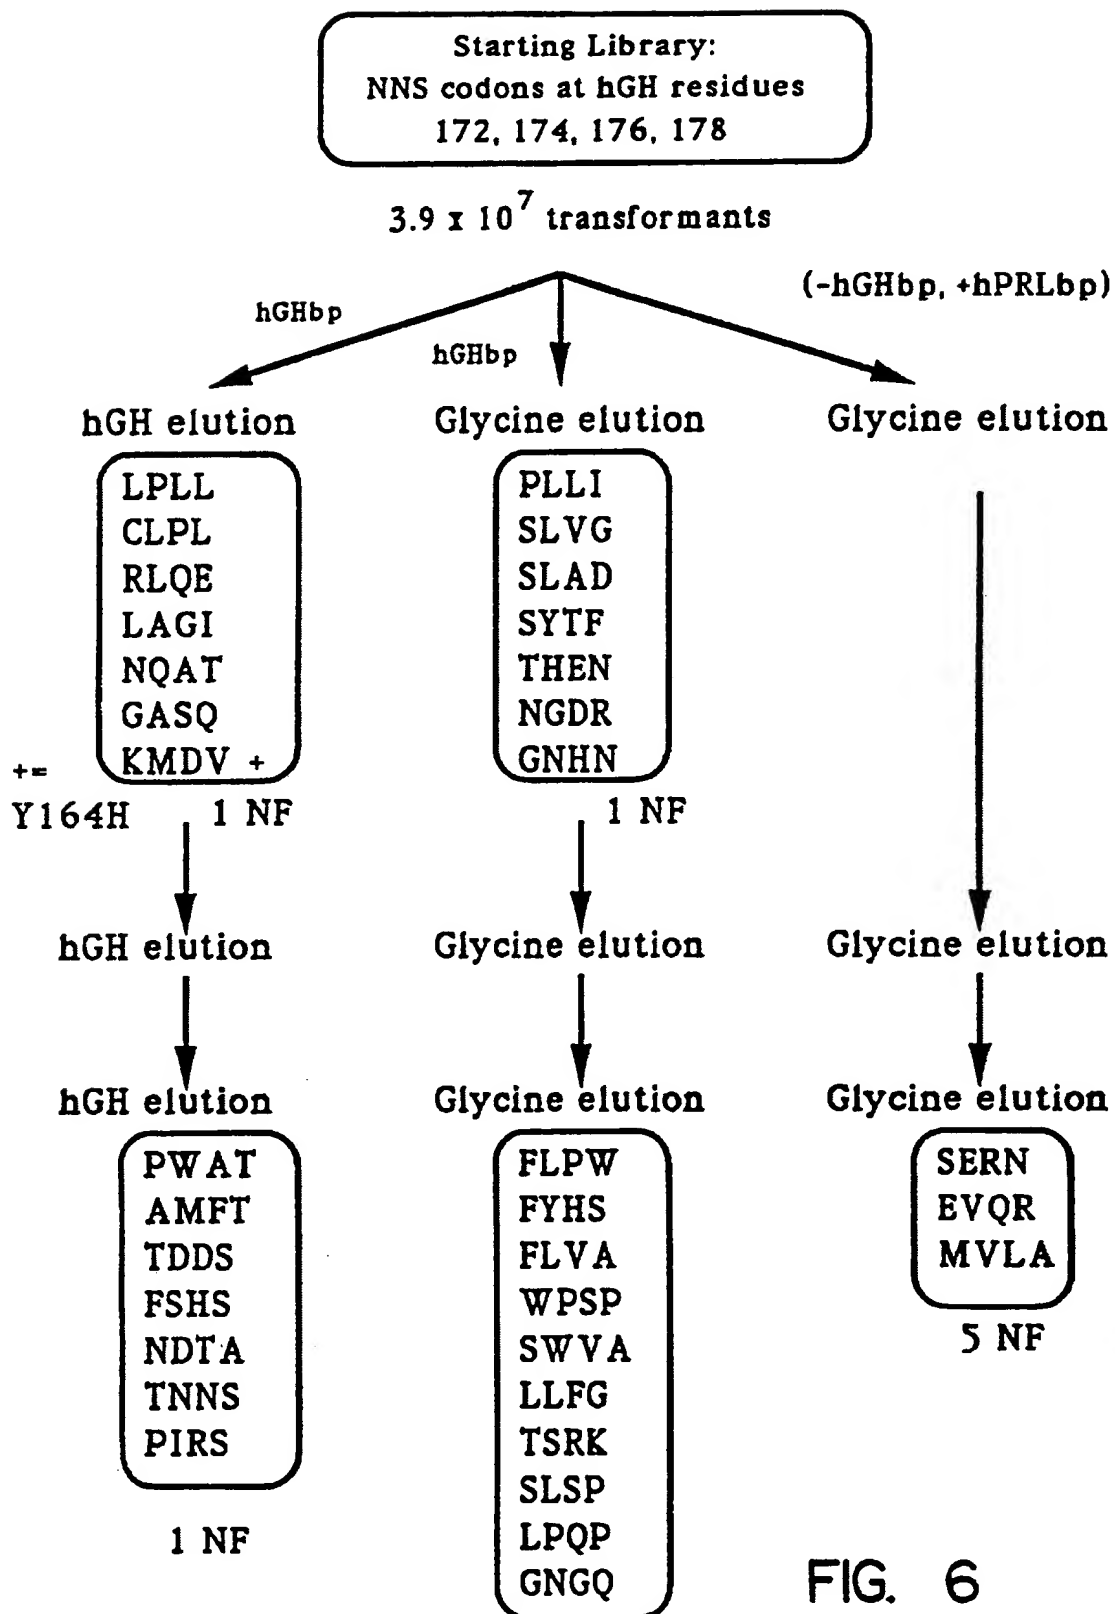 Starting Library:
NNS codons at hGH residues
172, 174, 176, 178
3.9 x 10^7 transformants
(-hGHbp, +hPRLbp)
hGHbp
hGHbp
hGH elution
Glycine elution
Glycine elution
LPLL
CLPL
RLQE
LAGI
NQAT
GASQ
KMDV +
+=
Y164H
1 NF
PLLI
SLVG
SLAD
SYTF
THEN
NGDR
GNHN
1 NF
hGH elution
Glycine elution
Glycine elution
hGH elution
Glycine elution
Glycine elution
PWAT
AMFT
TDDS
FSHS
NDTA
TNNS
PIRS
1 NF
FLPW
FYHS
FLVA
WPSP
SWVA
LLFG
TSRK
SLSP
LPQP
GNGQ
SERN
EVQR
MVLA
5 NF
FIG. 6